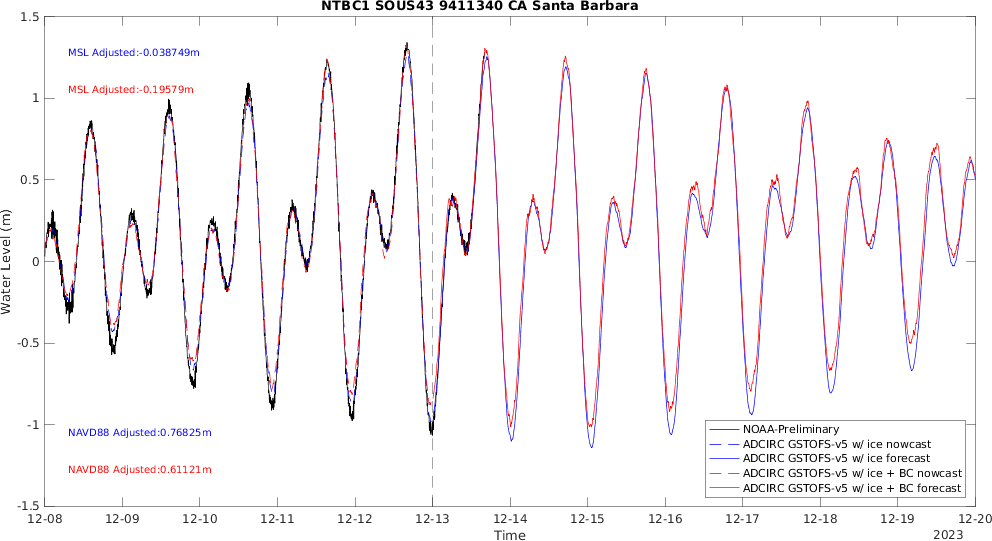 NTBC1 SOUS43 9411340 CA Santa Barbara
1.5
MSL Adjusted:-0.038749m
MSL Adjusted:-0.19579m
1
0.5
Water Level (m)
0
-0.5
-1
NAVD88 Adjusted:0.76825m
NAVD88 Adjusted:0.61121m
NOAA-Preliminary
ADCIRC GSTOFS-v5 w/ ice nowcast
ADCIRC GSTOFS-v5 w/ ice forecast
ADCIRC GSTOFS-v5 w/ ice + BC nowcast
ADCIRC GSTOFS-v5 w/ ice + BC forecast
-1.5
12-08 12-09 12-10 12-11 12-12 12-13 12-14 12-15 12-16 12-17 12-18 12-19 12-20
Time
2023